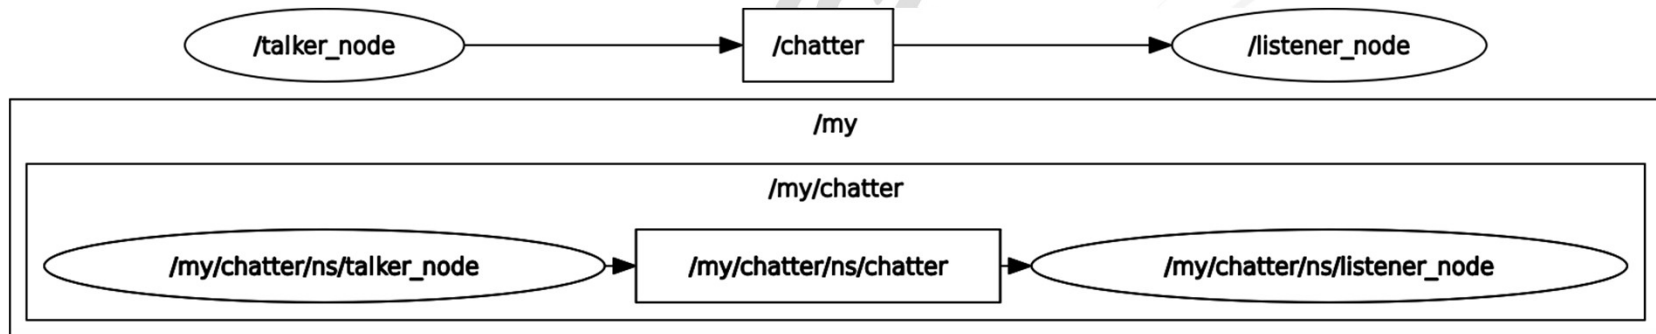 /talker_node
/chatter
/listener_node
/my
/my/chatter
/my/chatter/ns/talker_node
/my/chatter/ns/chatter
/my/chatter/ns/listener_node